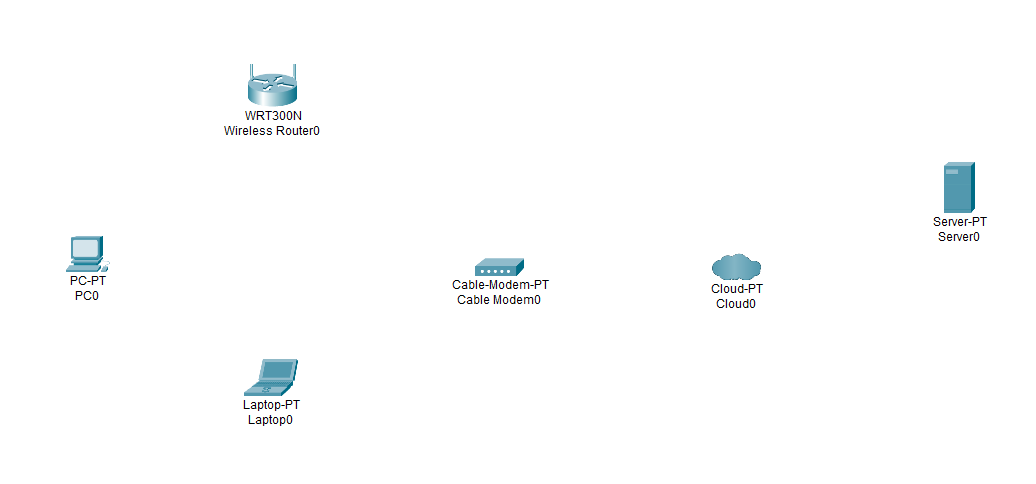 WRT300N
Wireless Router0
Server-PT
Server0
PC-PT
PC0
Cable-Modem-PT
Cable Modem0
Cloud-PT
Cloud0
Laptop-PT
Laptop0